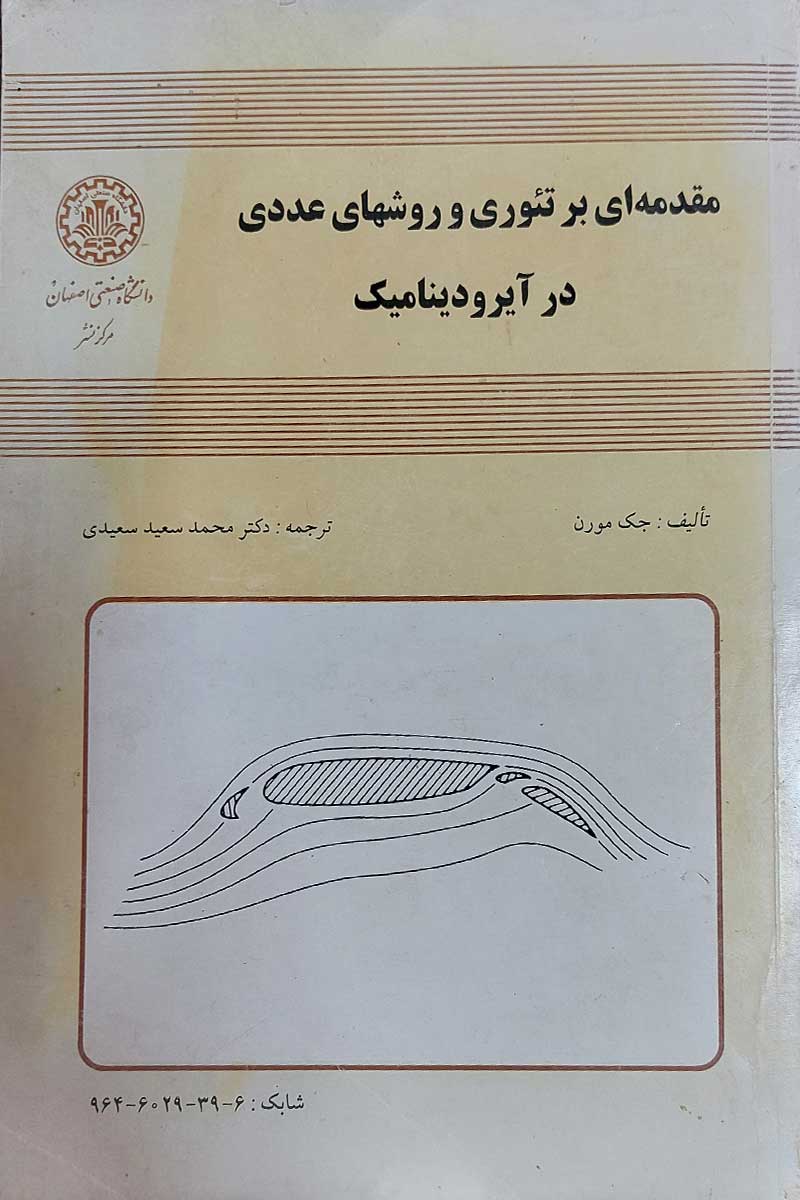 مقدمه‌ای بر تئوری و روشهای عددی
در آیرودینامیک
دانشگاه صنعتی اصفهان
مرکز نشر
تألیف : جک مورن
ترجمه : دکتر محمد سعید سعیدی
شابک : ۶-۳۹-۶۰۲۹-۹۶۴